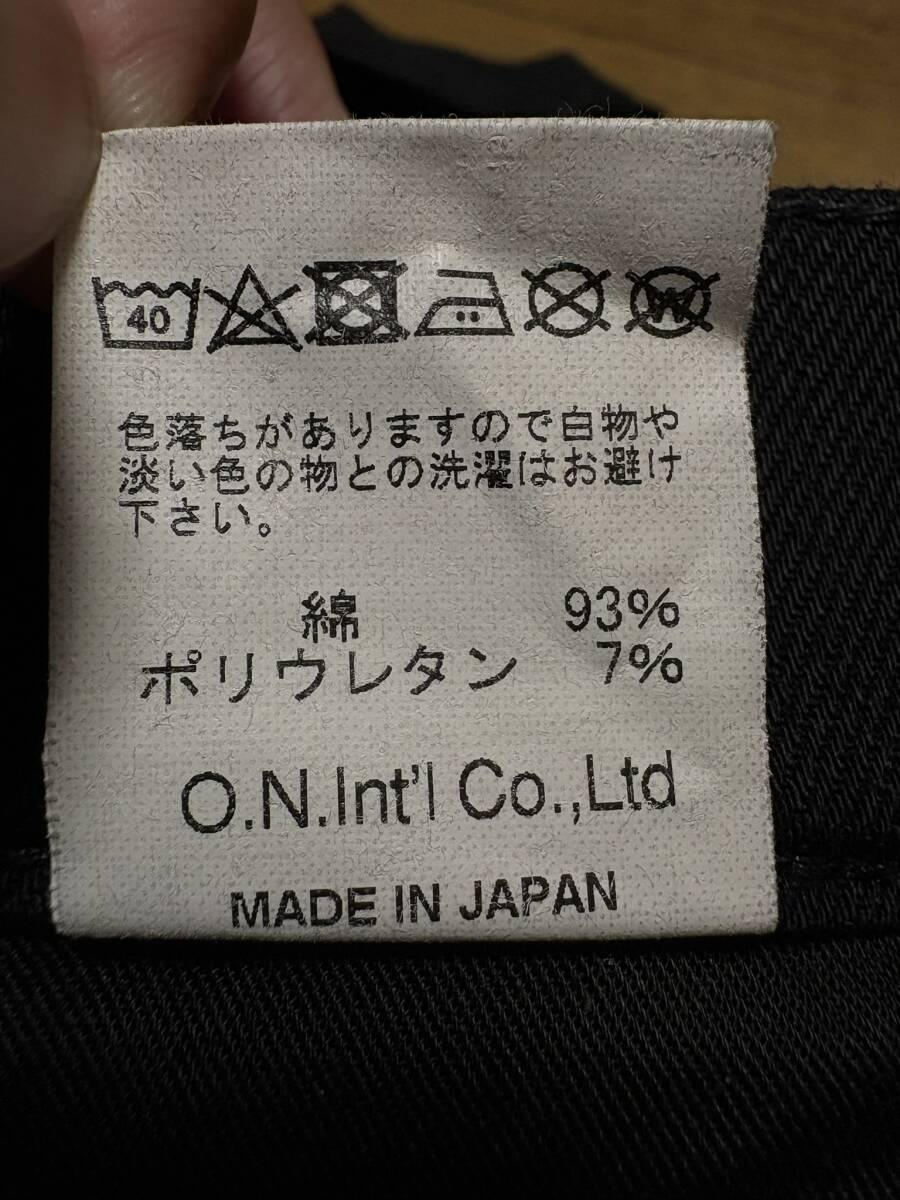 40
W
色落ちがありますので白物や
淡い色の物との洗濯はお避け
下さい。
綿 93%
ポリウレタン 7%
O.N.Int'l Co.,Ltd
MADE IN JAPAN